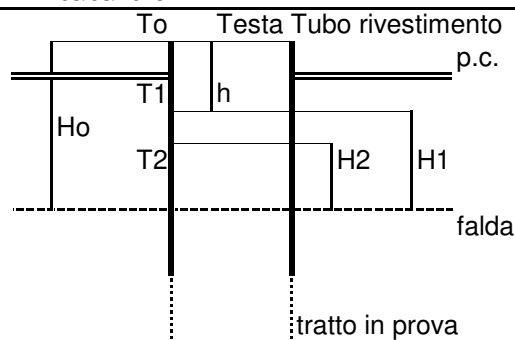 To Testa Tubo rivestimento
p.c.
T1 h
Ho
T2 H2 H1
falda
tratto in prova